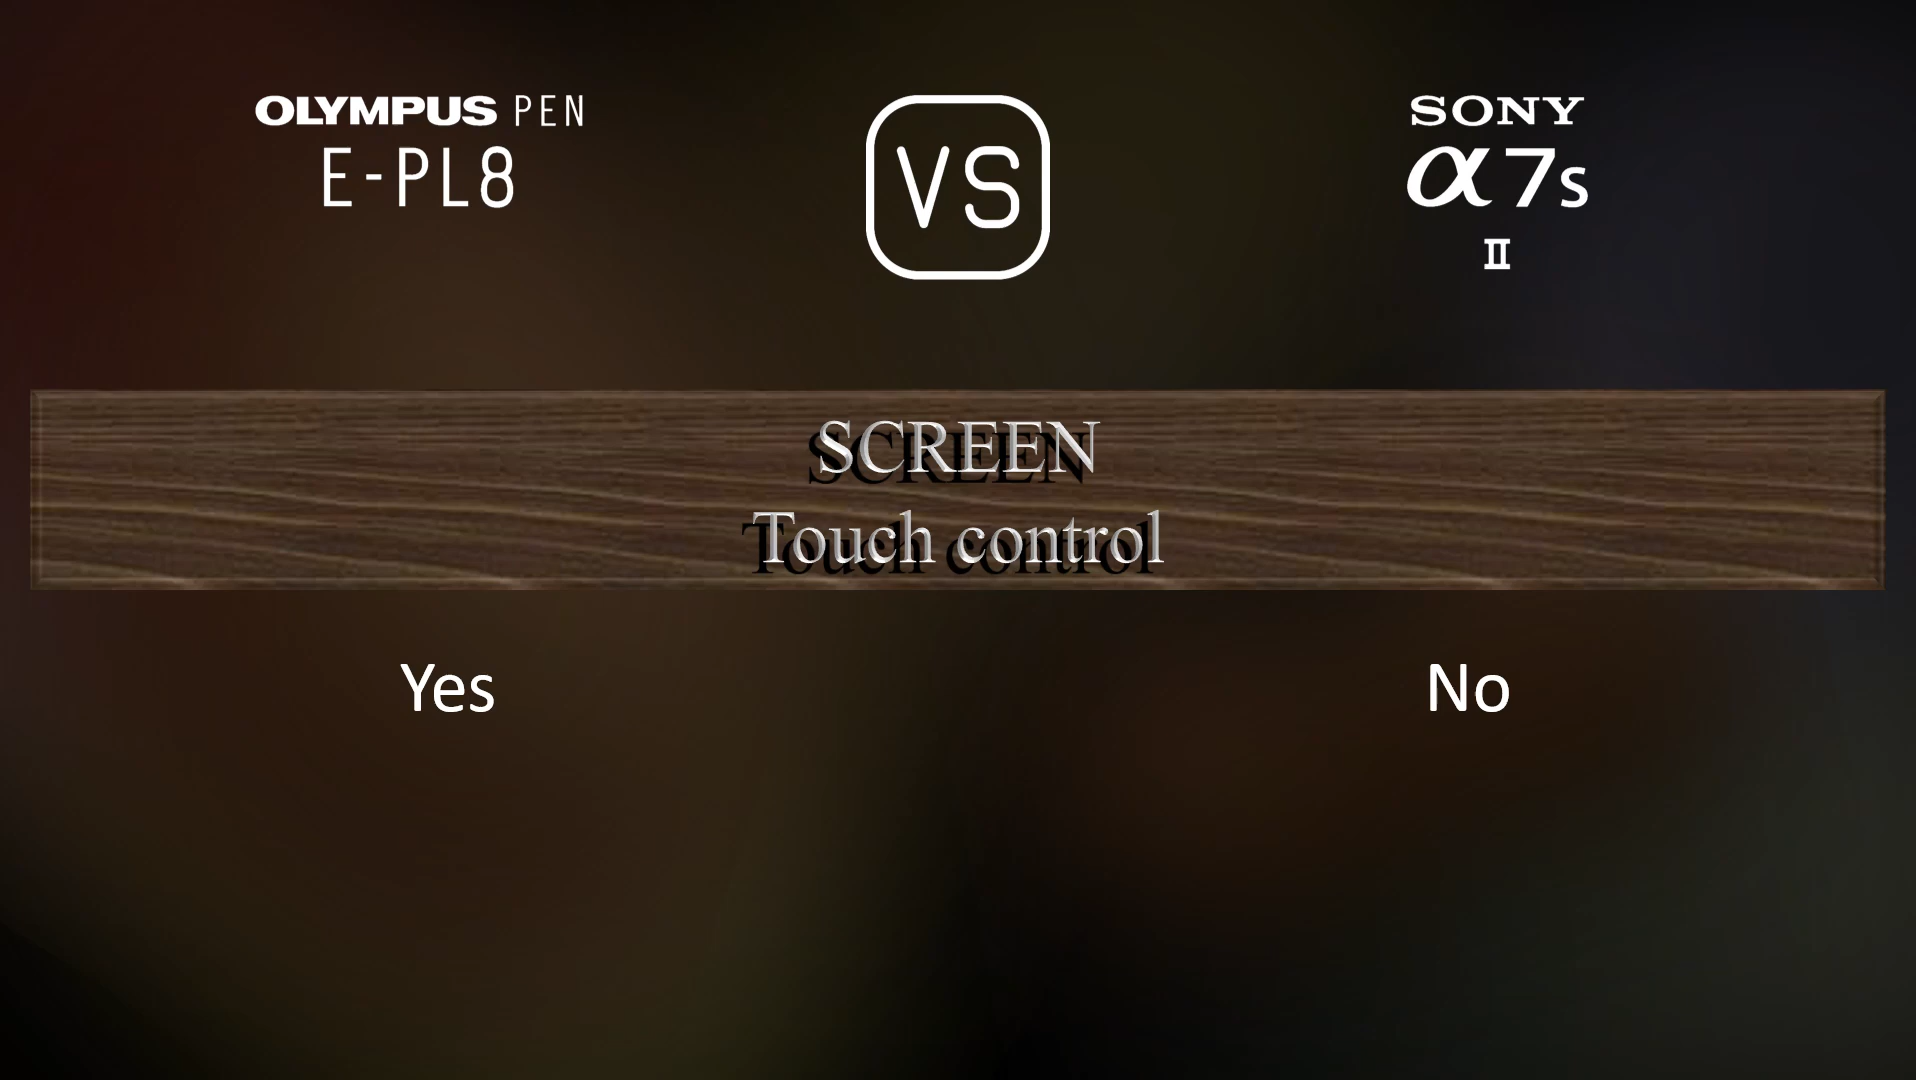 OLYMPUS PEN
E-PL8
VS
SONY
α7s
II
SCREEN
Touch control
Yes
No